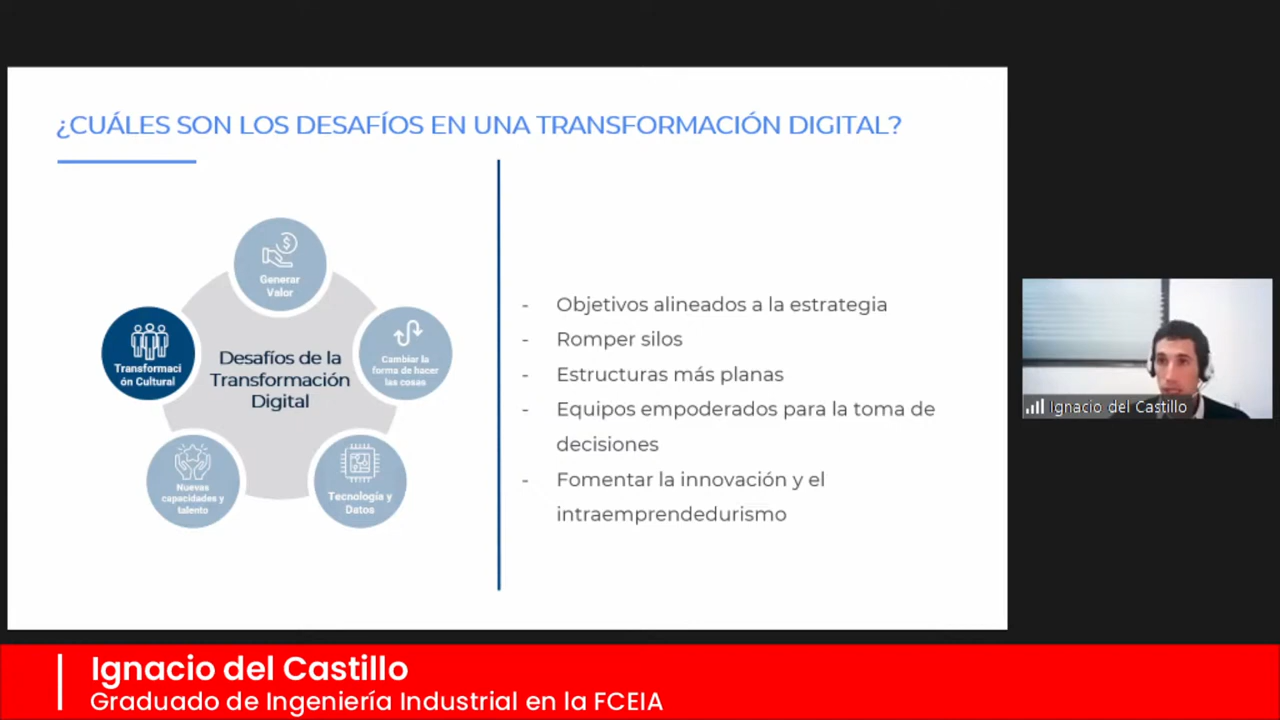 ¿CUÁLES SON LOS DESAFÍOS EN UNA TRANSFORMACIÓN DIGITAL?
Generar
Valor
Transformaci
ón Cultural
Desafíos de la
Transformación
Digital
Cambiar la
forma de hacer
las cosas
Nuevas
capacidades y
talento
Tecnología y
Datos
- Objetivos alineados a la estrategia
- Romper silos
- Estructuras más planas
- Equipos empoderados para la toma de
decisiones
- Fomentar la innovación y el
intraemprendedurismo
Ignacio del Castillo
Ignacio del Castillo
Graduado de Ingeniería Industrial en la FCEIA